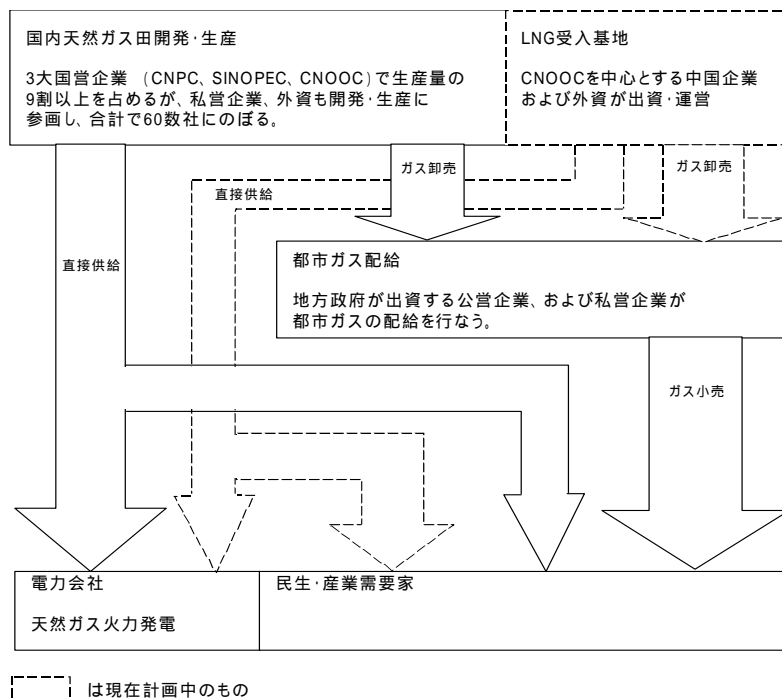 国内天然ガス田開発・生産
3大国営企業 (CNPC、SINOPEC、CNOOC)で生産量の
9割以上を占めるが、私営企業、外資も開発・生産に
参画し、合計で60数社にのぼる。
LNG受入基地
CNOOCを中心とする中国企業
および外資が出資・運営
ガス卸売
ガス卸売
直接供給
直接供給
都市ガス配給
地方政府が出資する公営企業、および私営企業が
都市ガスの配給を行なう。
ガス小売
電力会社
天然ガス火力発電
民生・産業需要家
は現在計画中のもの